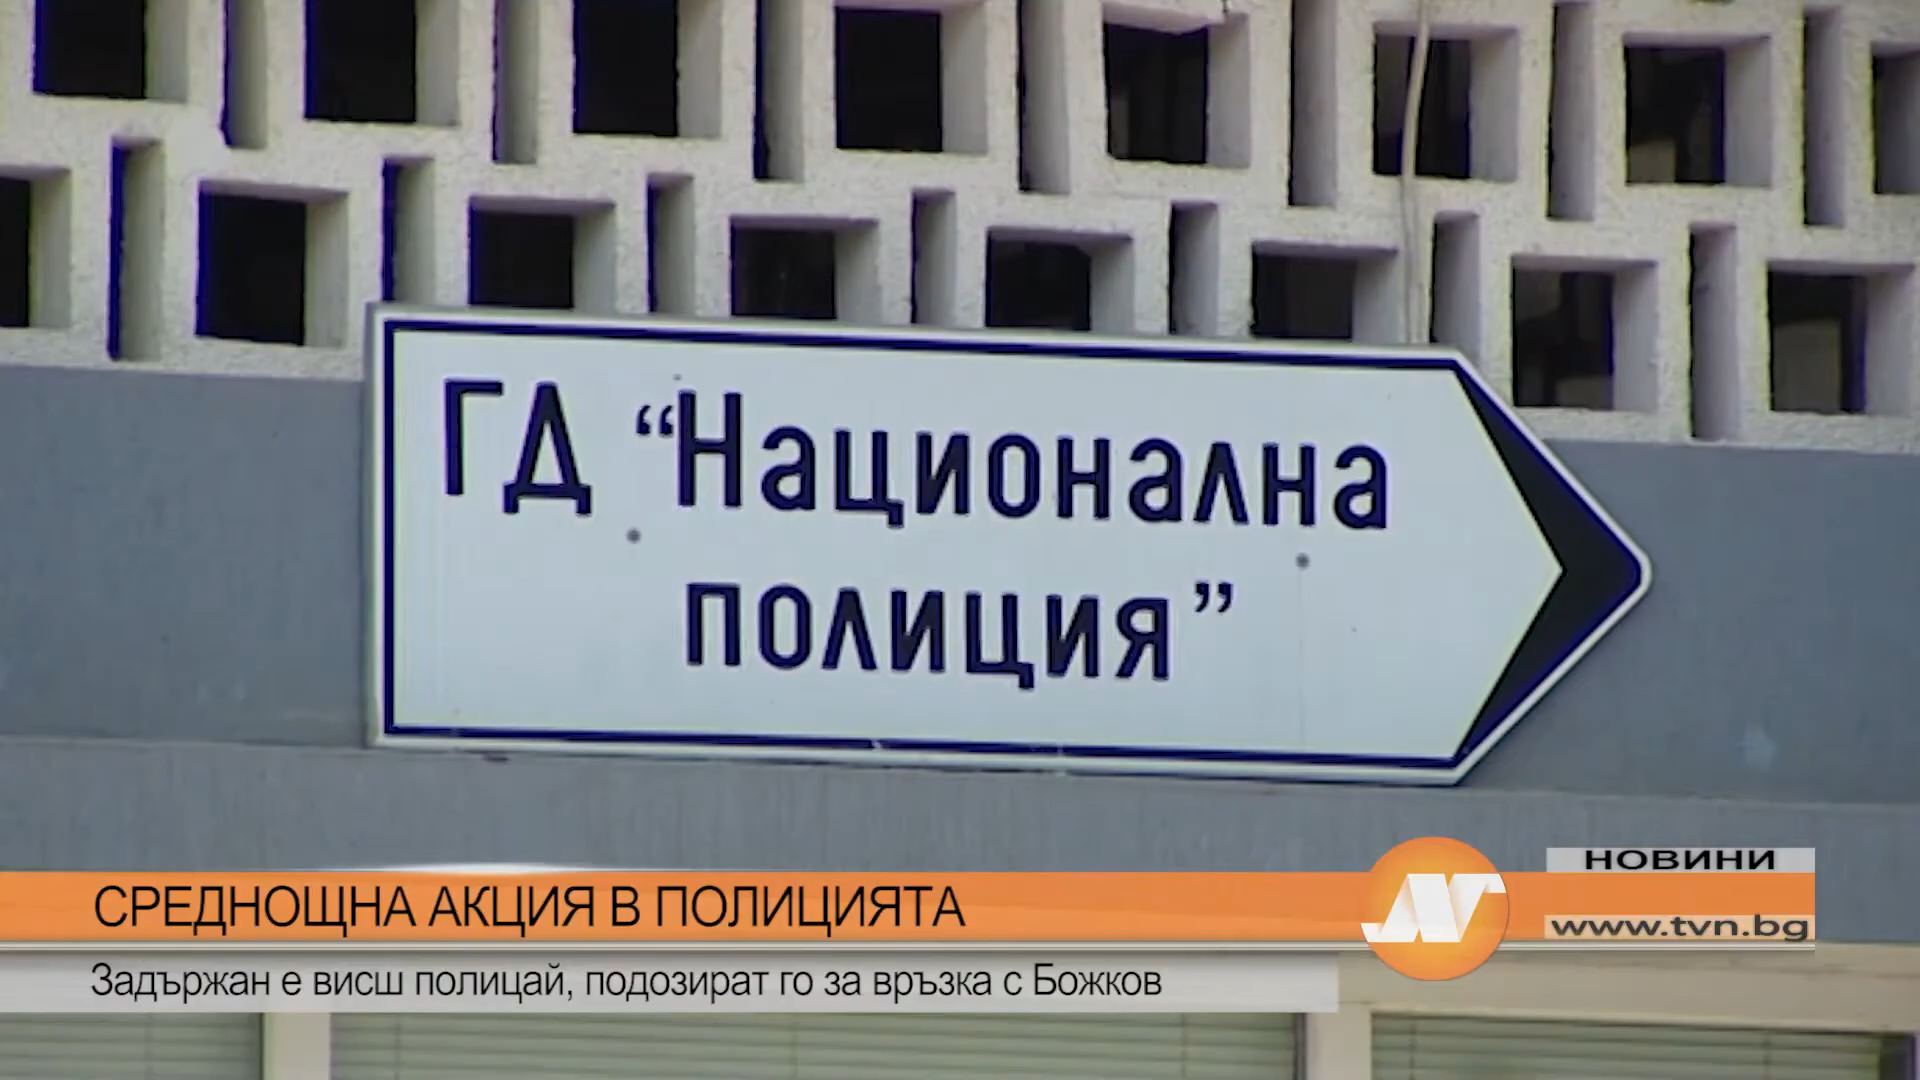 ГД “Национална
полиция”
НОВИНИ
СРЕДНОЩНА АКЦИЯ В ПОЛИЦИЯТА
www.tvn.bg
Задържан е висш полицай, подозират го за връзка с Божков